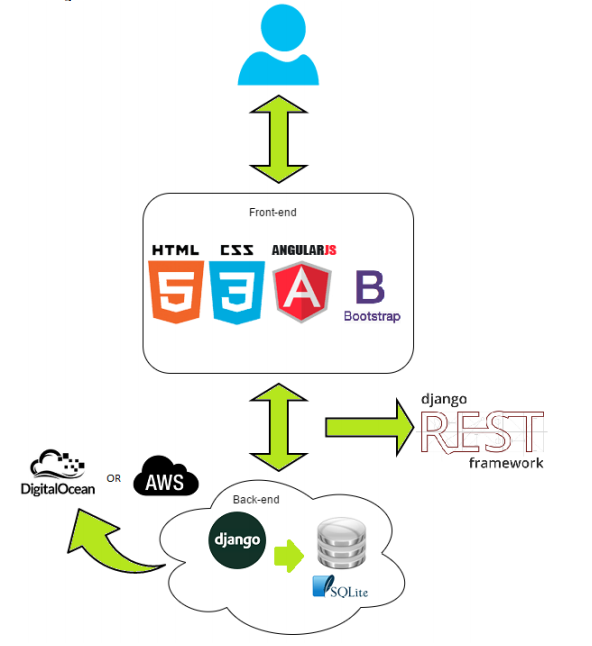 Front-end
HTML CSS ANGULARJS
5 3 A B
Bootstrap
django
REST
framework
DigitalOcean OR AWS
Back-end
django
SQLite